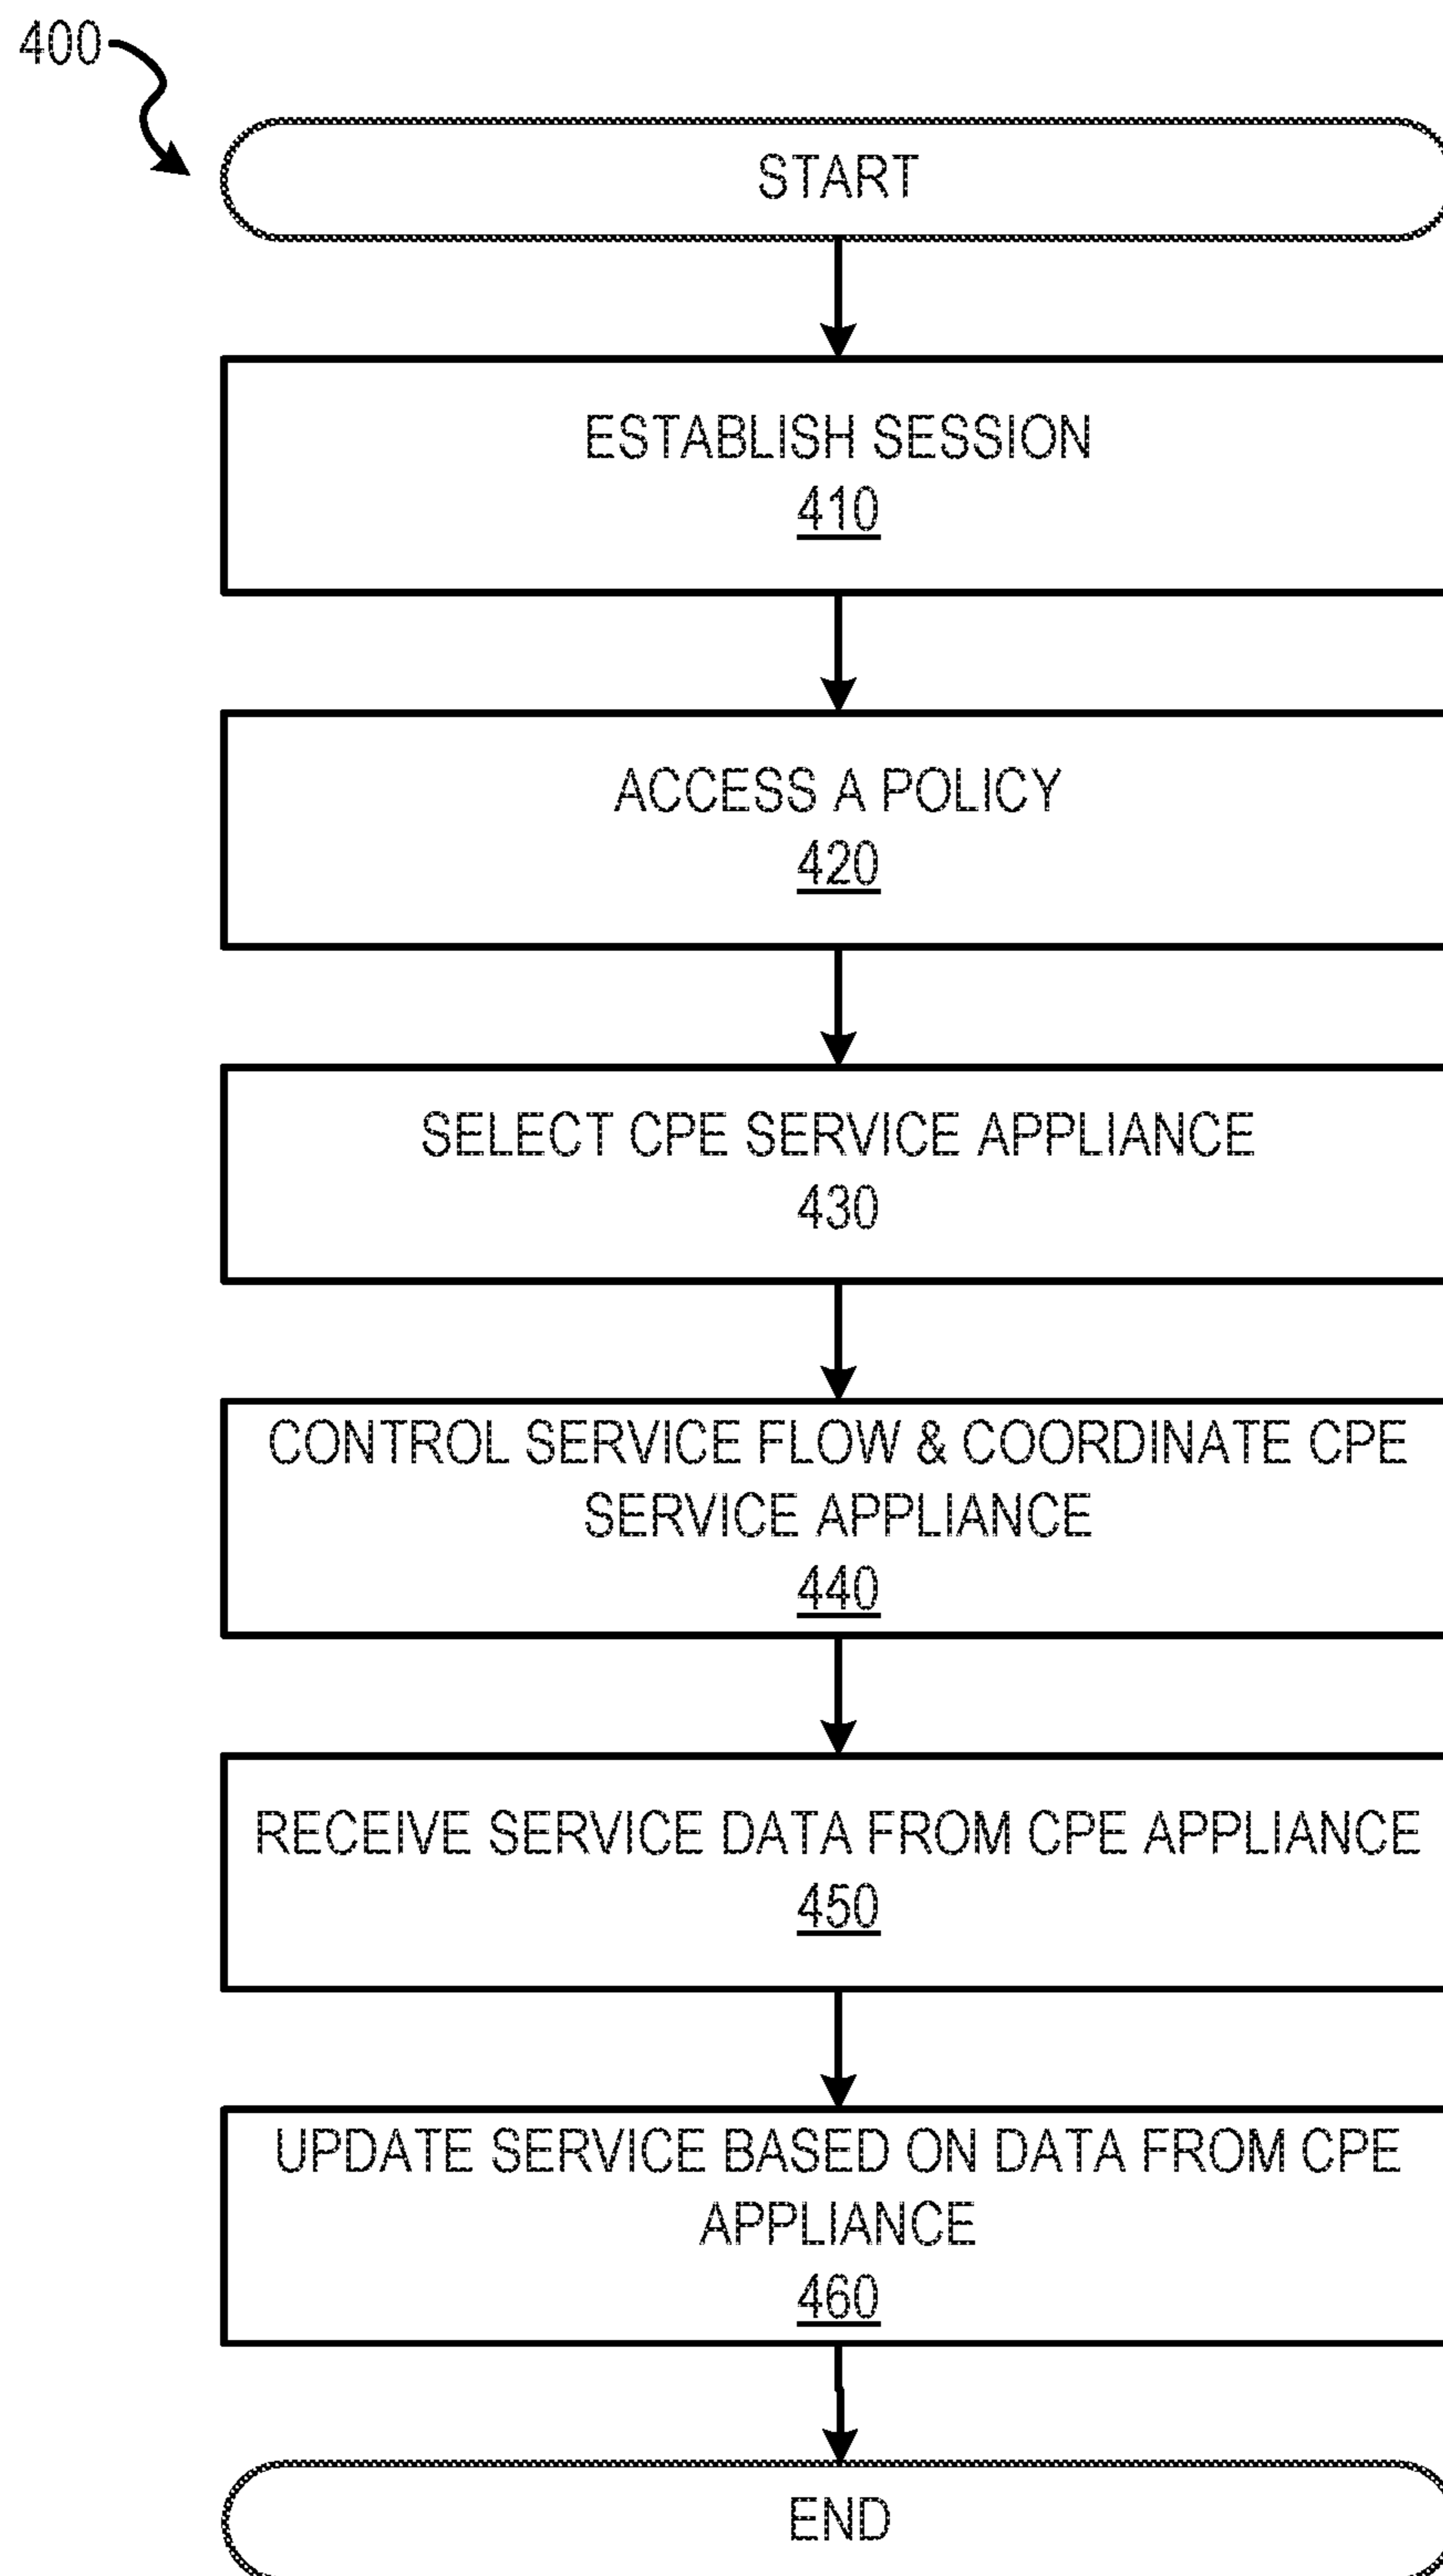 400
START
ESTABLISH SESSION
410
ACCESS A POLICY
420
SELECT CPE SERVICE APPLIANCE
430
CONTROL SERVICE FLOW & COORDINATE CPE
SERVICE APPLIANCE
440
RECEIVE SERVICE DATA FROM CPE APPLIANCE
450
UPDATE SERVICE BASED ON DATA FROM CPE
APPLIANCE
460
END